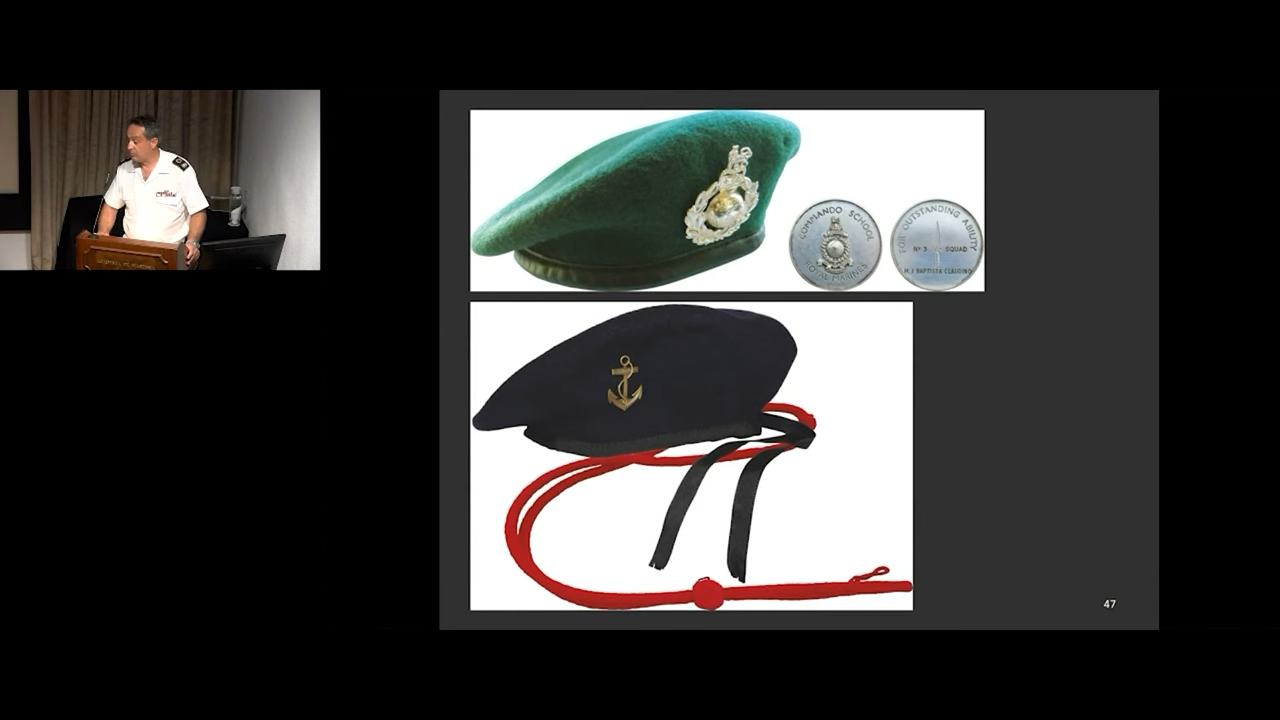 COMMANDO SCHOOL
ROYAL MARINES
FOR OUTSTANDING ABILITY
Nº 3 SQUAD
H J BAPTISTA CLAUDINO
47